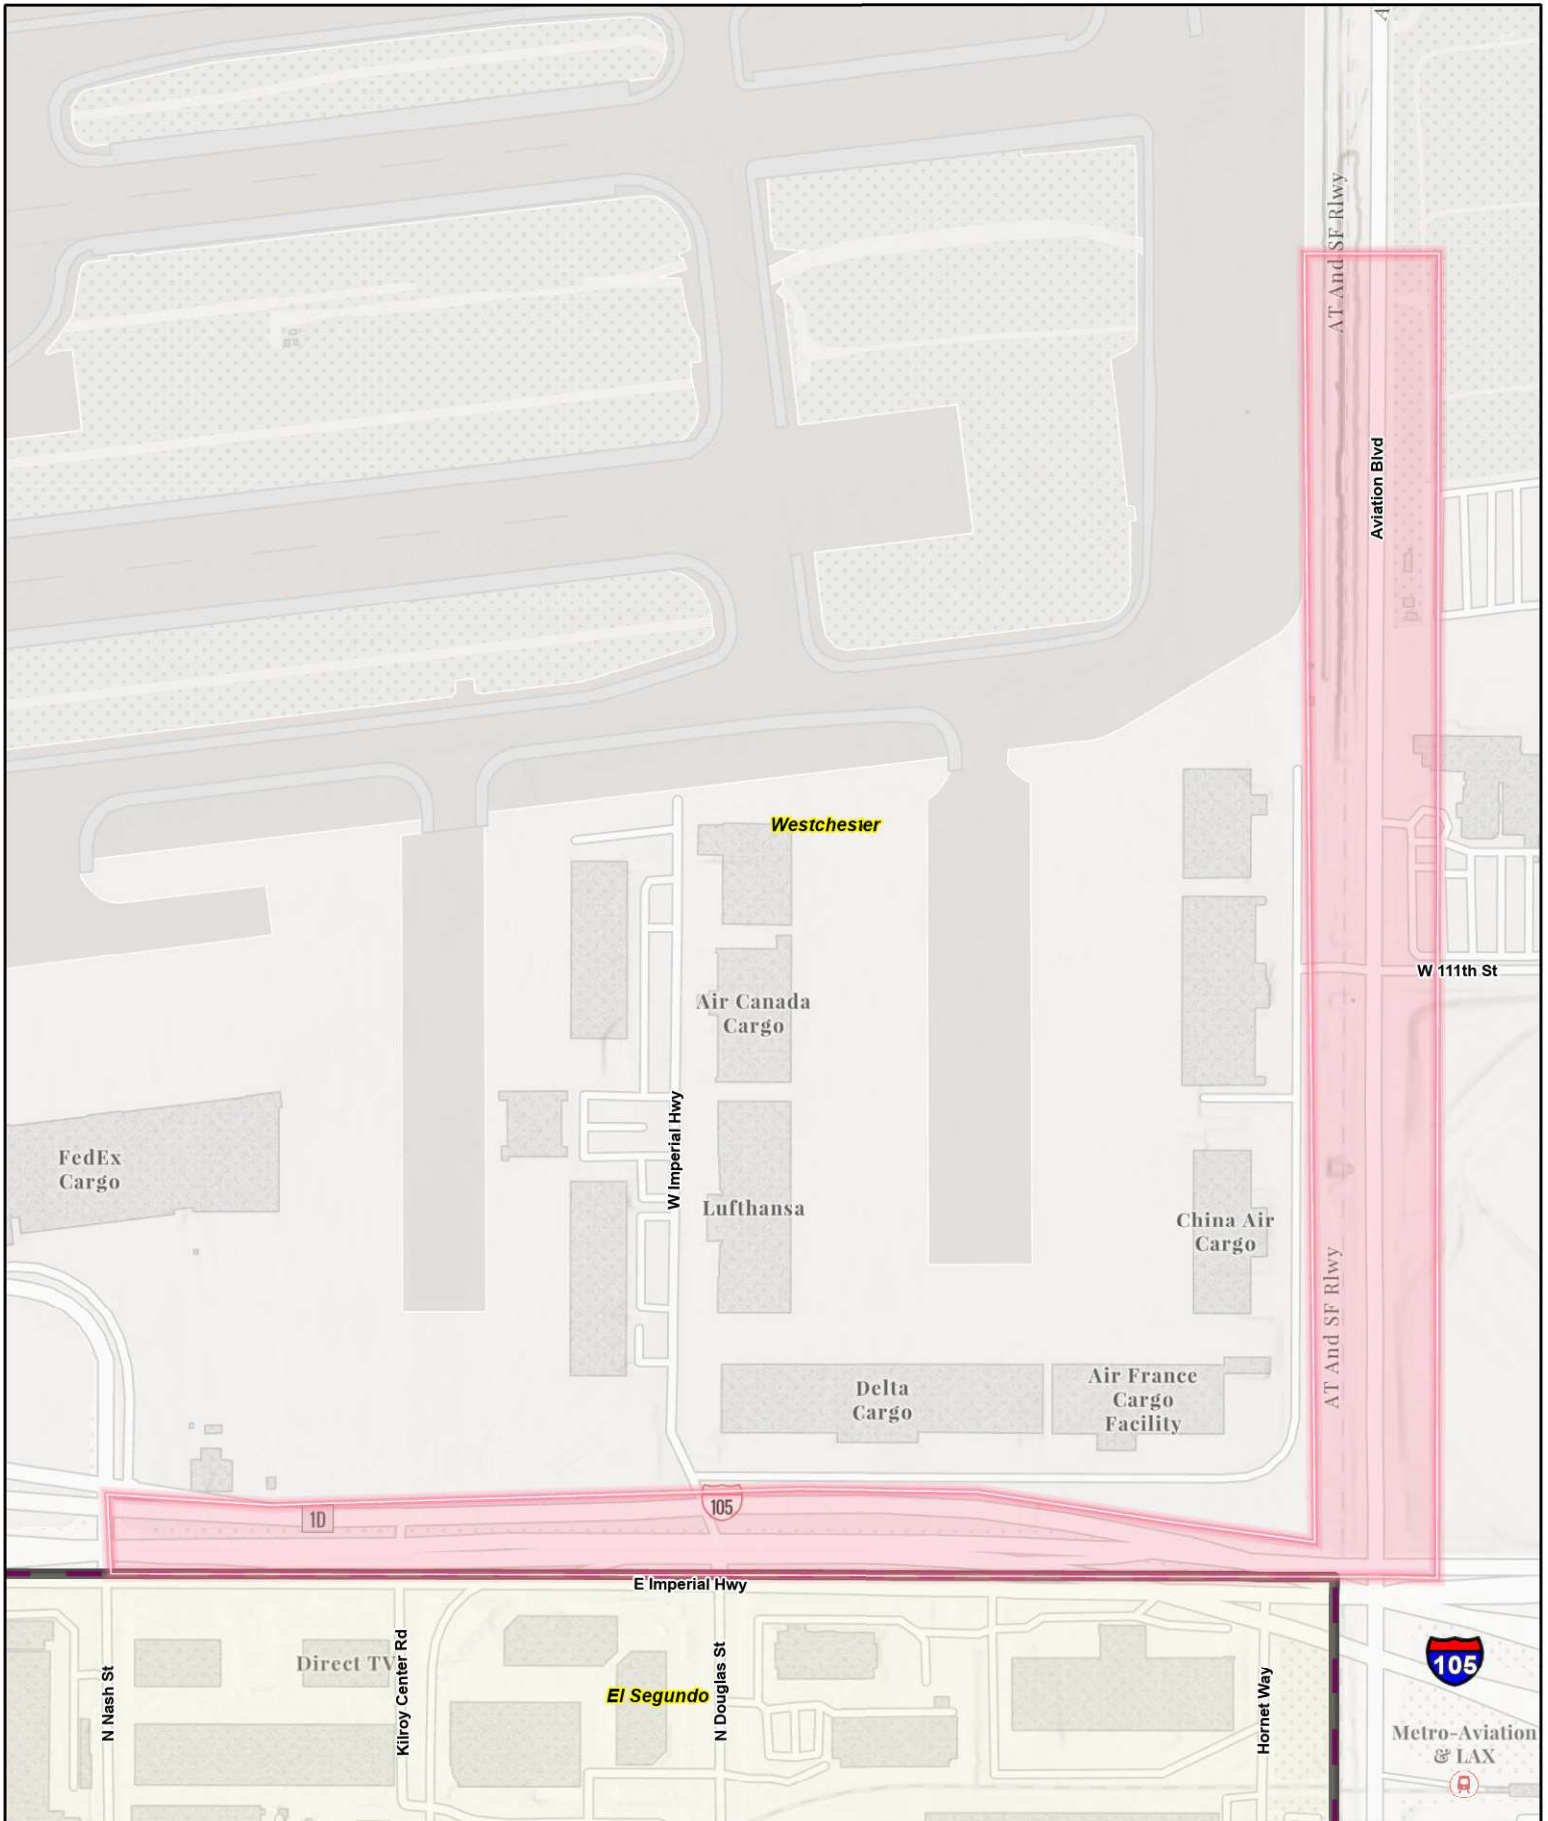 A
AT And SF Rlwy
Aviation Blvd
Westchester
W 111th St
Air Canada
Cargo
W Imperial Hwy
FedEx
Cargo
Lufthansa
China Air
Cargo
AT And SF Rlwy
Delta
Cargo
Air France
Cargo
Facility
1D
105
E Imperial Hwy
N Nash St
Direct TV
Kilroy Center Rd
El Segundo
N Douglas St
Hornet Way
105
Metro-Aviation
& LAX